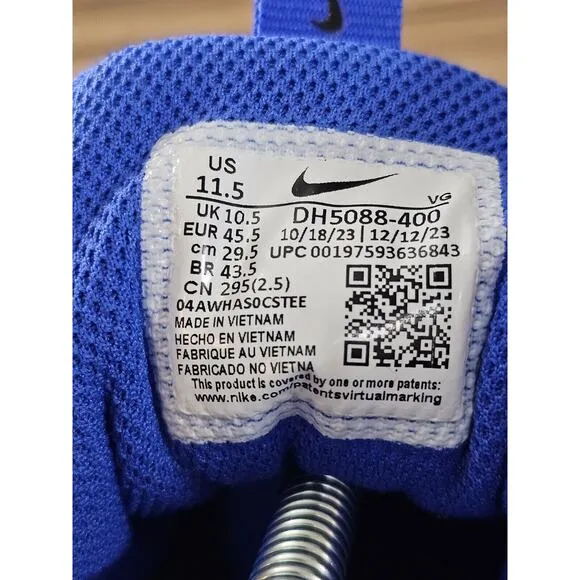 US
11.5
VG
UK 10.5
DH5088-400
EUR 45.5
10/18/23 | 12/12/23
cm 29.5
UPC 00197593636843
BR 43.5
CN 295(2.5)
04AWHAS0CSTEE
MADE IN VIETNAM
HECHO EN VIETNAM
FABRIQUE AU VIETNAM
FABRICADO NO VIETNA
This product is covered by one or more patents:
www.nike.com/patentsvirtualmarking